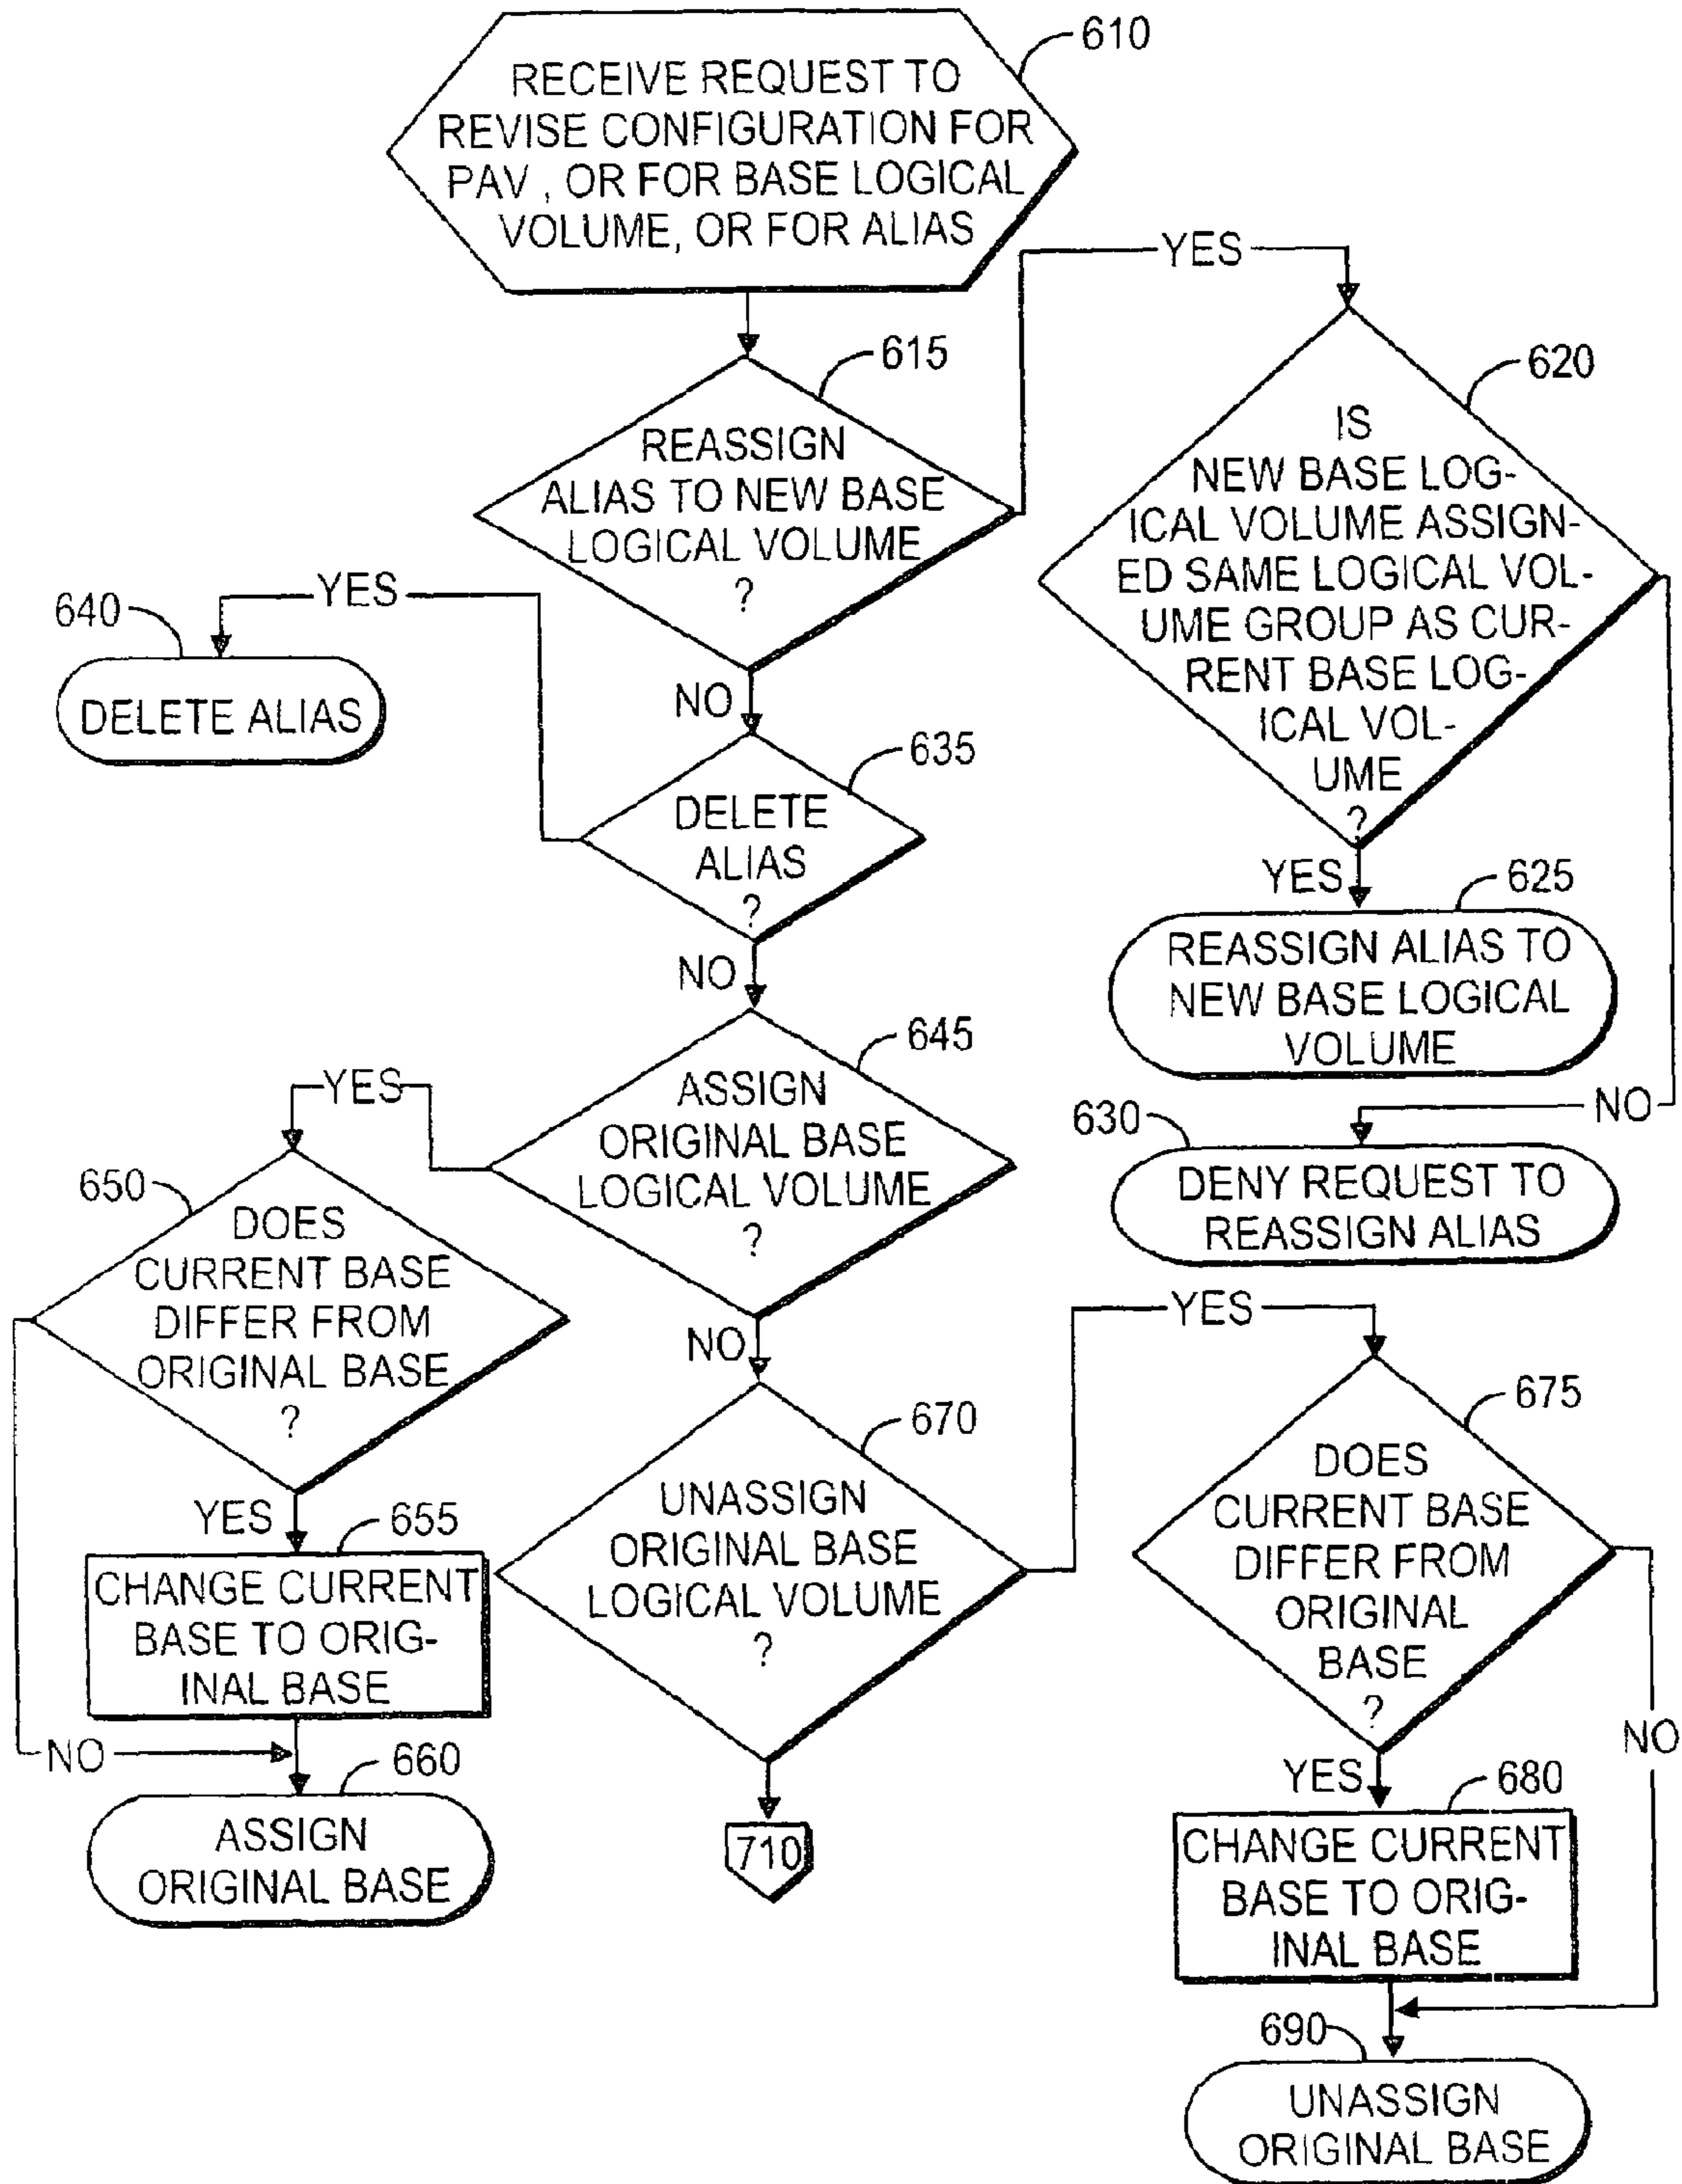 610
RECEIVE REQUEST TO
REVISE CONFIGURATION FOR
PAV , OR FOR BASE LOGICAL
VOLUME, OR FOR ALIAS
YES
615
REASSIGN
ALIAS TO NEW BASE
LOGICAL VOLUME
?
620
IS
NEW BASE LOG-
ICAL VOLUME ASSIGN-
ED SAME LOGICAL VOL-
UME GROUP AS CUR-
RENT BASE LOG-
ICAL VOL-
UME
?
YES
640
DELETE ALIAS
NO
635
DELETE
ALIAS
?
YES
625
REASSIGN ALIAS TO
NEW BASE LOGICAL
VOLUME
NO
645
ASSIGN
ORIGINAL BASE
LOGICAL VOLUME
?
NO
630
DENY REQUEST TO
REASSIGN ALIAS
YES
650
DOES
CURRENT BASE
DIFFER FROM
ORIGINAL BASE
?
NO
YES
670
UNASSIGN
ORIGINAL BASE
LOGICAL VOLUME
?
675
DOES
CURRENT BASE
DIFFER FROM
ORIGINAL
BASE
?
YES
655
CHANGE CURRENT
BASE TO ORIG-
INAL BASE
NO
660
ASSIGN
ORIGINAL BASE
710
NO
YES
680
CHANGE CURRENT
BASE TO ORIG-
INAL BASE
690
UNASSIGN
ORIGINAL BASE